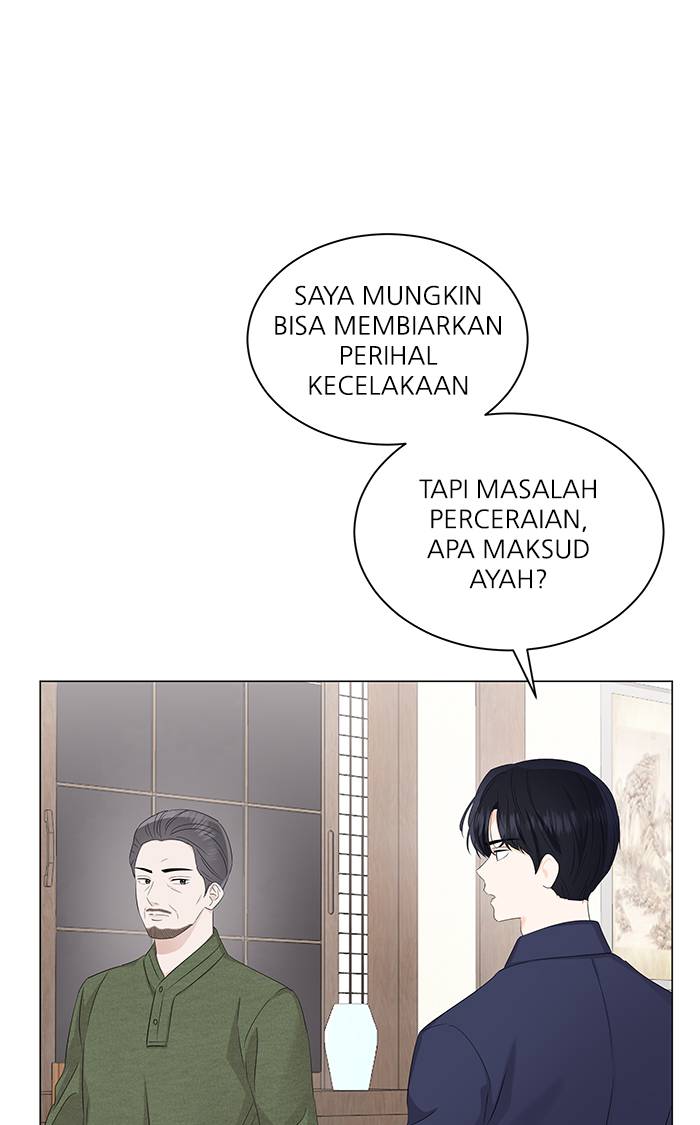 SAYA MUNGKIN
BISA MEMBIARKAN
PERIHAL
KECELAKAAN
TAPI MASALAH
PERCERAIAN,
APA MAKSUD
AYAH?